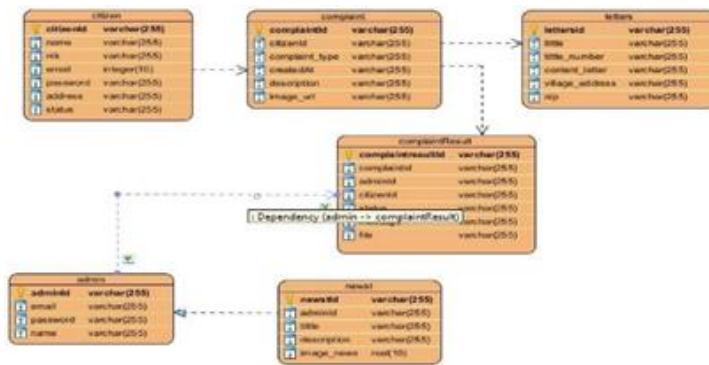 citizen
citizenId varchar(255)
name varchar(255)
nik varchar(255)
email integer(10)
password varchar(255)
address varchar(255)
status varchar(255)
complaint
complaintId varchar(255)
citizenId varchar(255)
complaint_type varchar(255)
createdAt varchar(255)
description varchar(255)
image_url varchar(255)
letters
lettersId varchar(255)
tittle varchar(255)
tittle_number varchar(255)
content_letter varchar(255)
village_address varchar(255)
varchar(255)
complaintResult
complaintresultId varchar(255)
complaintId varchar(255)
adminId varchar(255)
citizenId varchar(255)
status varchar(255)
: Dependency (admin -> complaintResult)
varchar(255)
file varchar(255)
admin
adminId varchar(255)
email varchar(255)
password varchar(255)
name varchar(255)
newsId varchar(255)
adminId varchar(255)
tittle varchar(255)
description varchar(255)
image_news real(10)